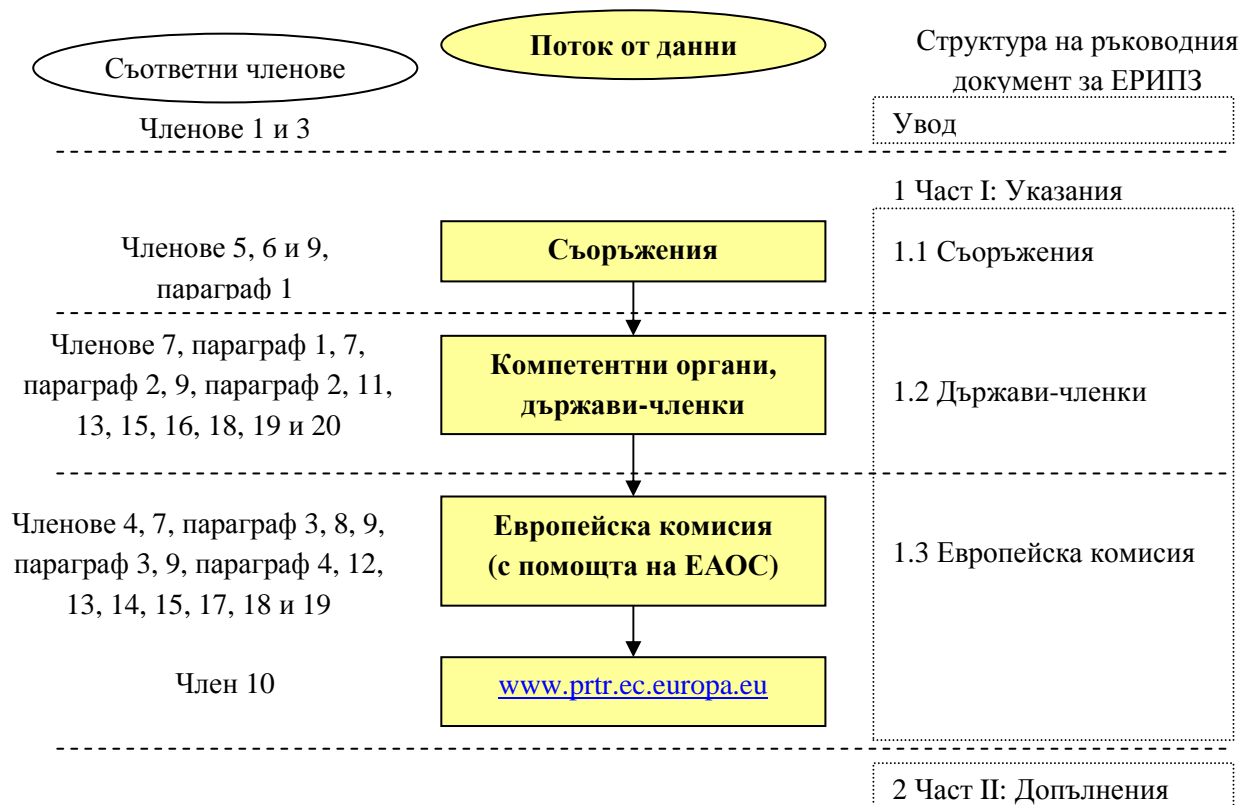 Съответни членове
Поток от данни
Структура на ръководния
документ за ЕРИПЗ
Членове 1 и 3
Увод
1 Част I: Указания
Членове 5, 6 и 9,
параграф 1
Съоръжения
1.1 Съоръжения
Членове 7, параграф 1, 7,
параграф 2, 9, параграф 2, 11,
13, 15, 16, 18, 19 и 20
Компетентни органи,
държави-членки
1.2 Държави-членки
Членове 4, 7, параграф 3, 8, 9,
параграф 3, 9, параграф 4, 12,
13, 14, 15, 17, 18 и 19
Европейска комисия
(с помощта на ЕАОС)
1.3 Европейска комисия
Член 10
www.prtr.ec.europa.eu
2 Част II: Допълнения